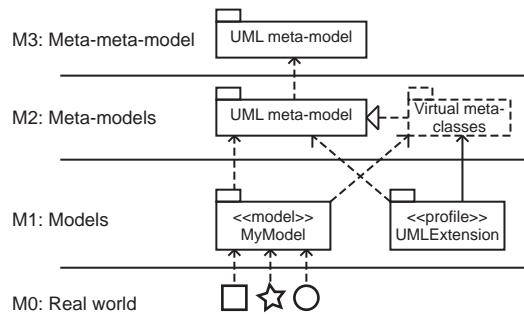 M3: Meta-meta-model
UML meta-model
M2: Meta-models
UML meta-model
Virtual meta-
classes
M1: Models
<<model>>
MyModel
<<profile>>
UMLExtension
M0: Real world